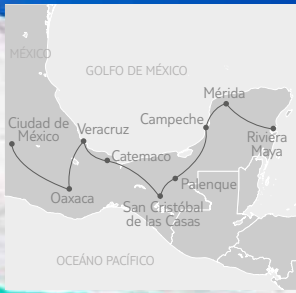 MÉXICO
GOLFO DE MÉXICO
Mérida
Campeche
Ciudad de
México
Veracruz
Riviera
Maya
Catemaco
Palenque
Oaxaca
San Cristóbal
de las Casas
OCEÁNO PACÍFICO